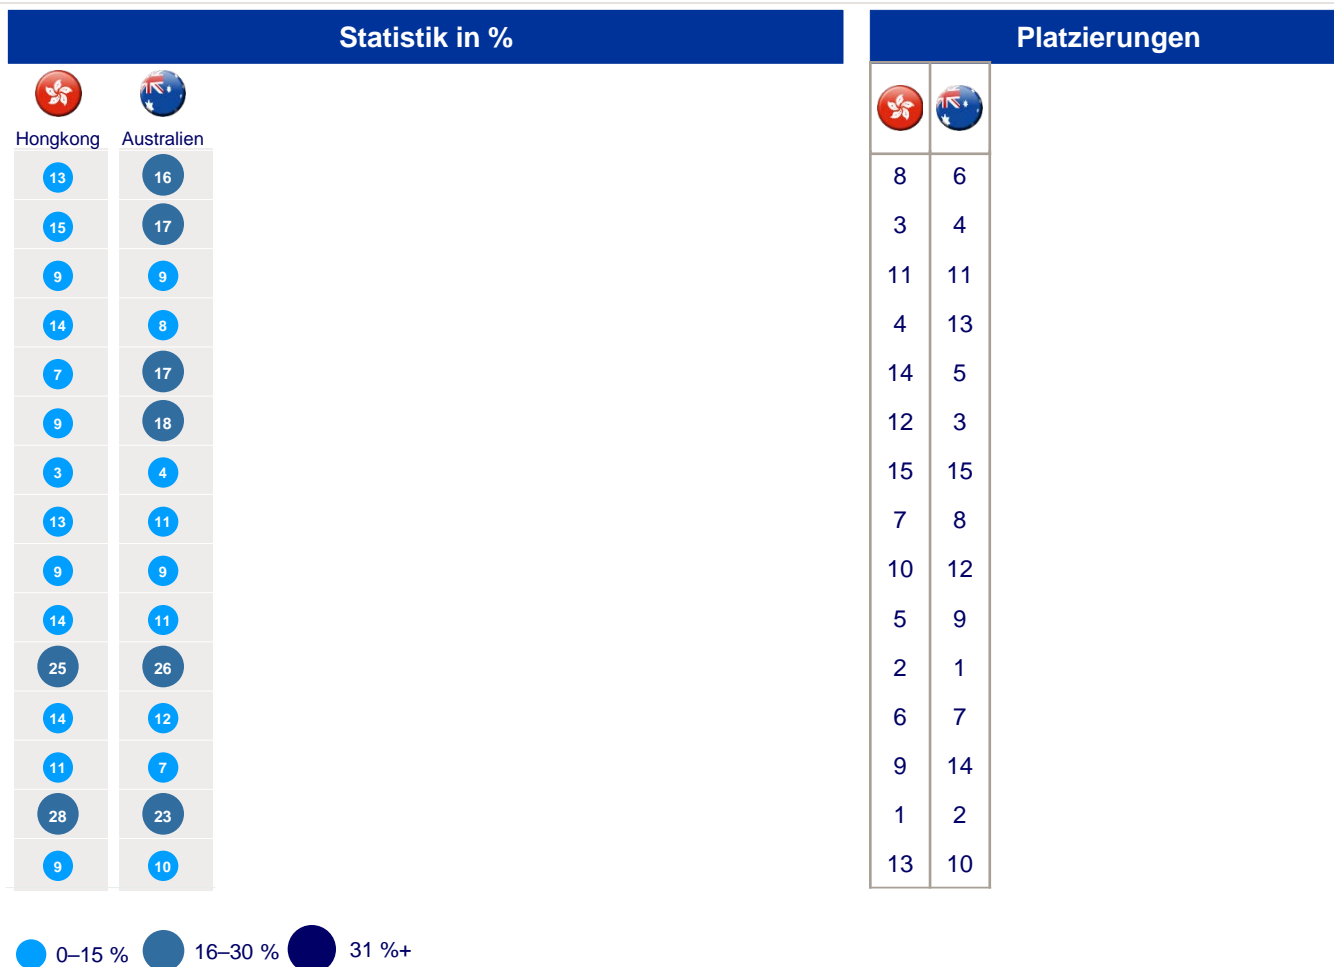 Statistik in %
Platzierungen
Hongkong Australien
13 16 8 6
15 17 3 4
9 9 11 11
14 8 4 13
7 17 14 5
9 18 12 3
3 4 15 15
13 11 7 8
9 9 10 12
14 11 5 9
25 26 2 1
14 12 6 7
11 7 9 14
28 23 1 2
9 10 13 10
0–15 % 16–30 % 31 %+